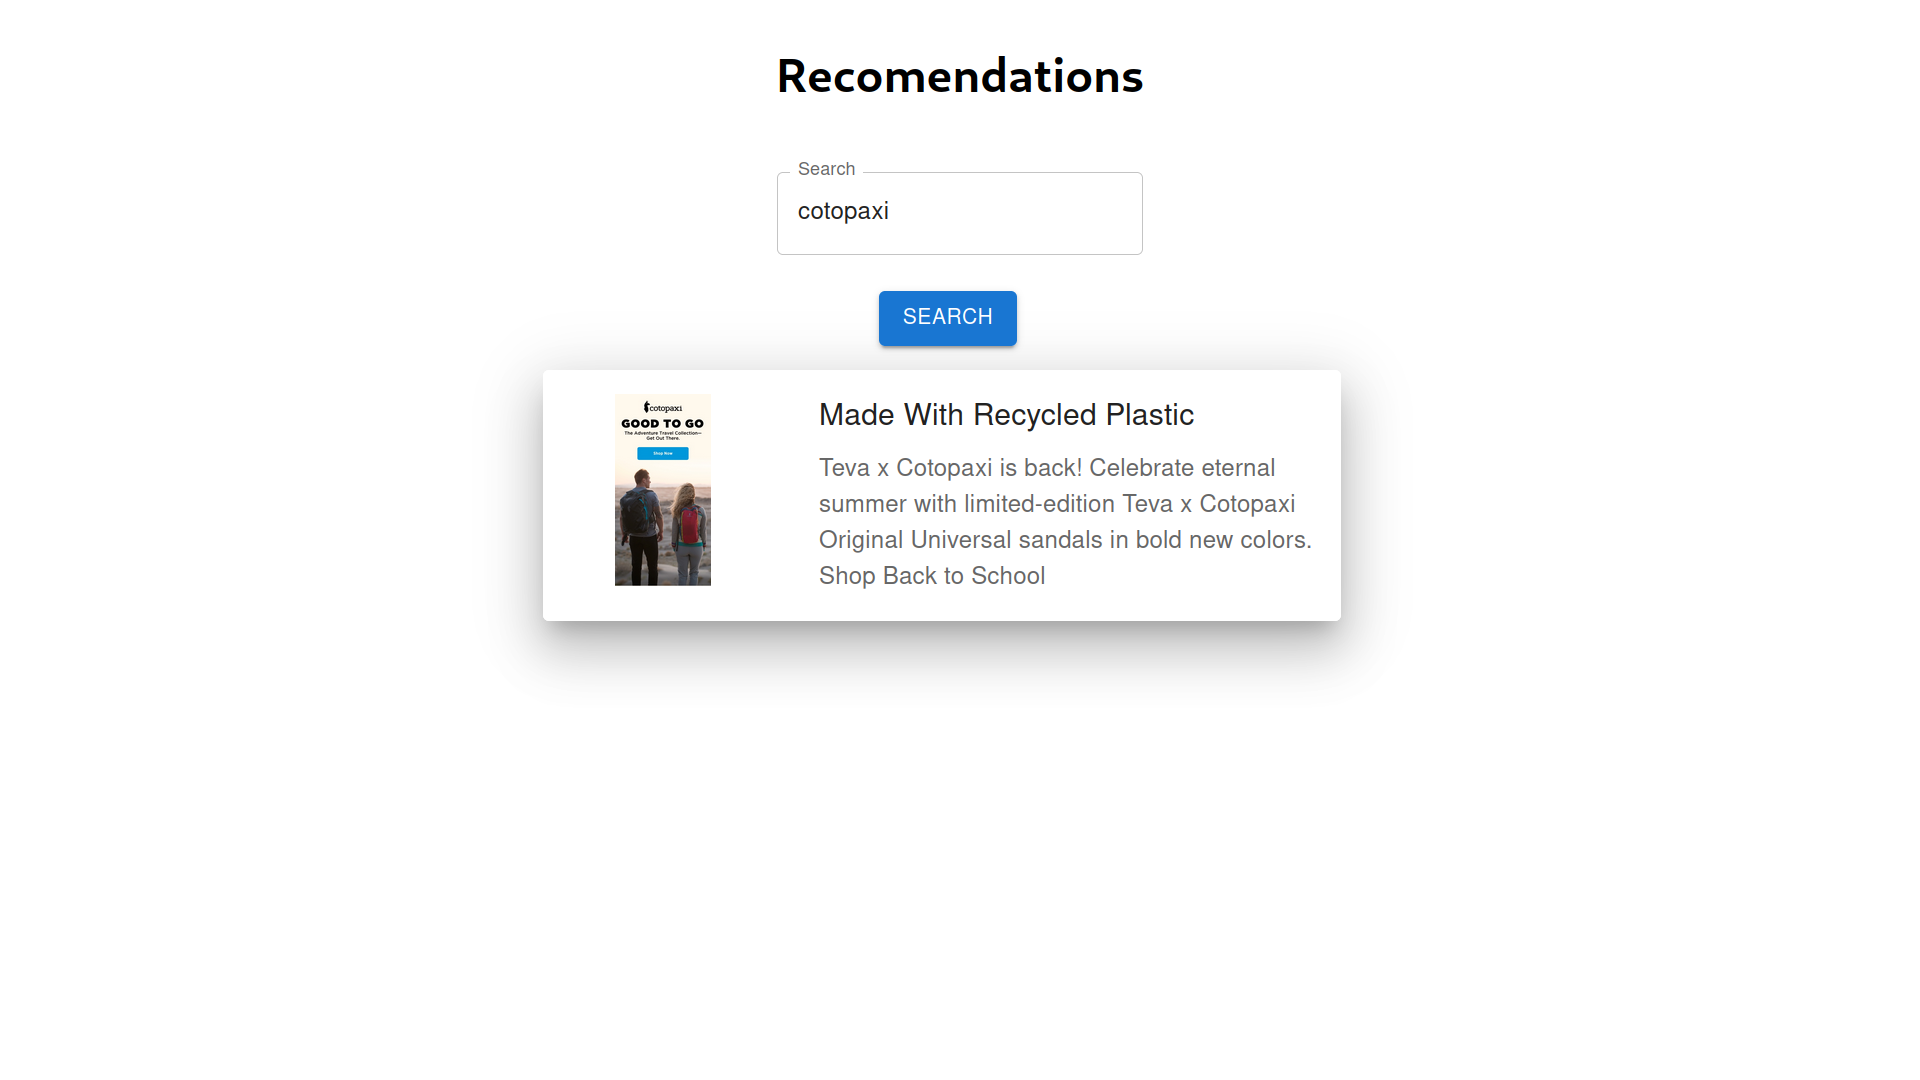 Recomendations
Search
cotopaxi
SEARCH
cotopaxi
GOOD TO GO
The Adventure Travel Collection—
Get Out There.
Shop Now
Made With Recycled Plastic
Teva x Cotopaxi is back! Celebrate eternal
summer with limited-edition Teva x Cotopaxi
Original Universal sandals in bold new colors.
Shop Back to School